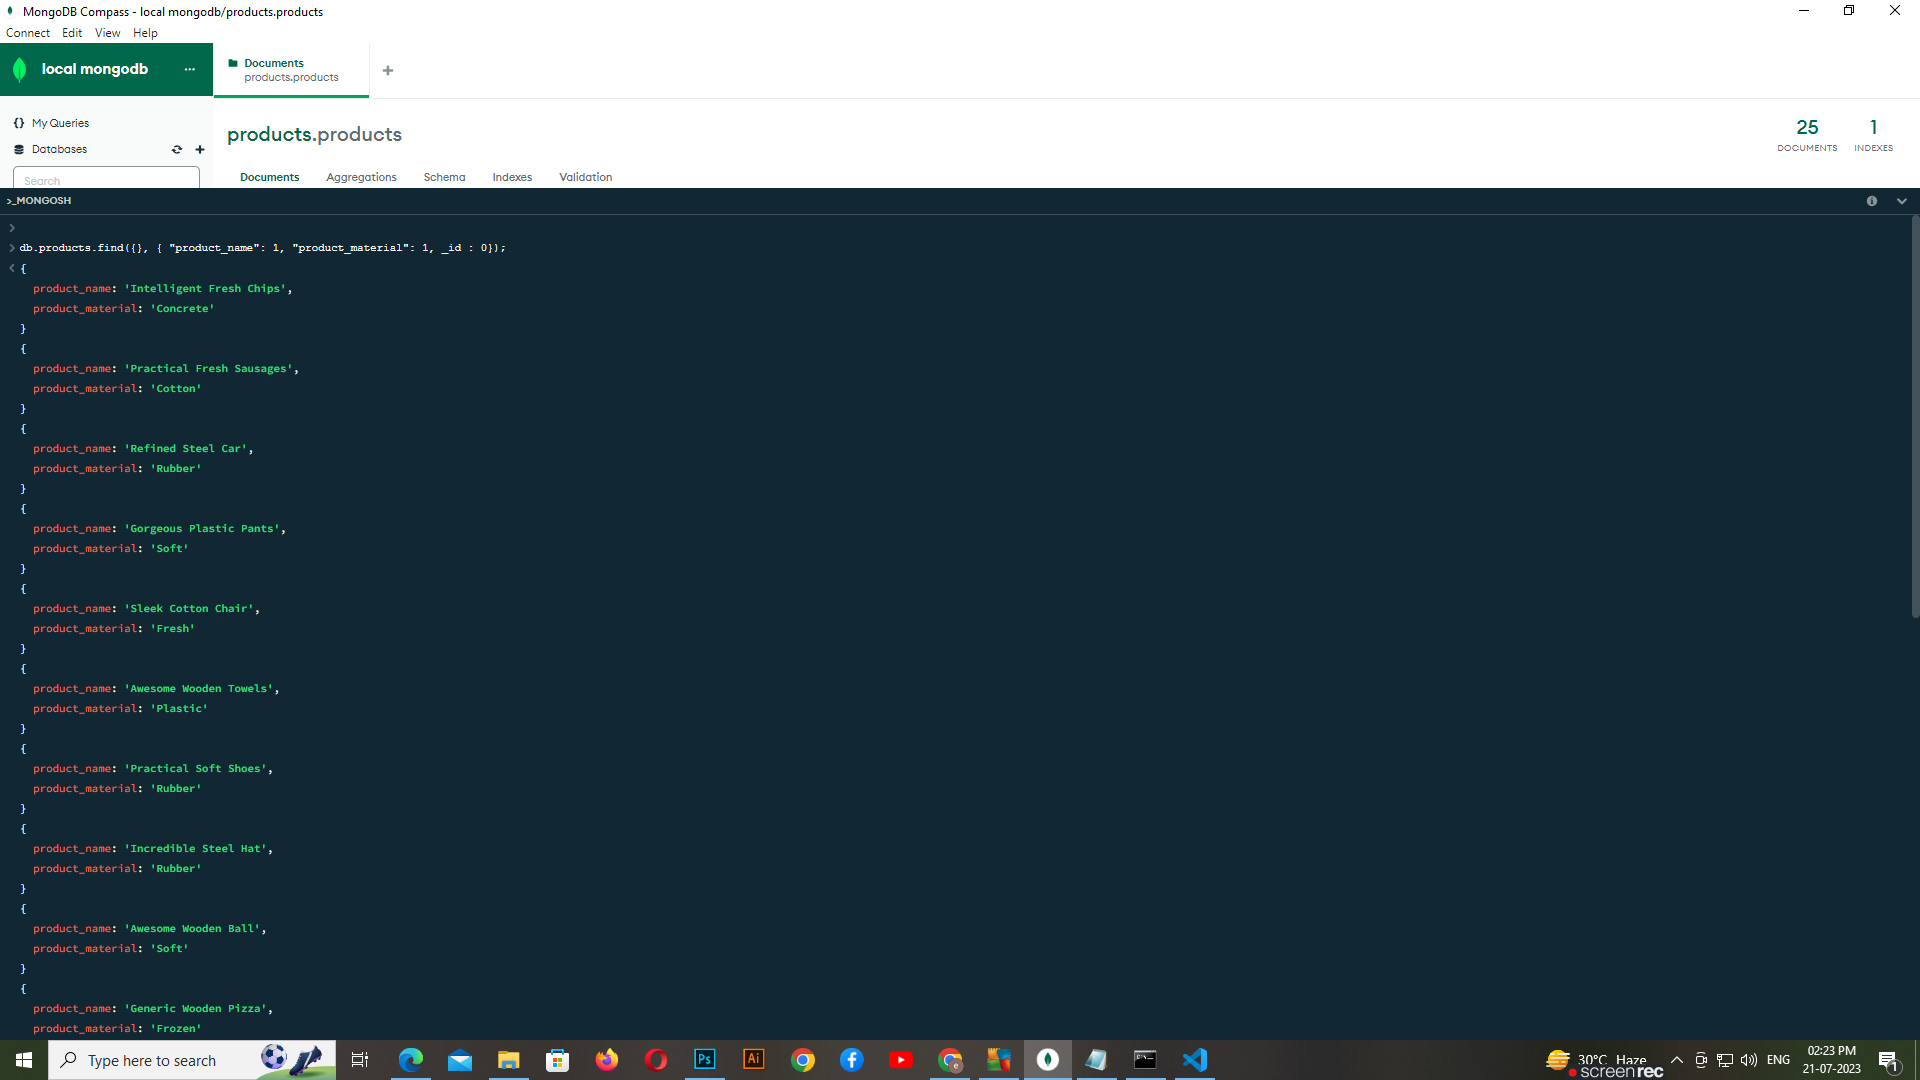 MongoDB Compass - local mongodb/products.products
Connect Edit View Help
local mongodb ...
Documents
products.products
{} My Queries
Databases
Search
products.products
25
DOCUMENTS
1
INDEXES
Documents Aggregations Schema Indexes Validation
>_MONGOSH
>
> db.products.find({}, { "product_name": 1, "product_material": 1, _id : 0});
< {
product_name: 'Intelligent Fresh Chips',
product_material: 'Concrete'
}
{
product_name: 'Practical Fresh Sausages',
product_material: 'Cotton'
}
{
product_name: 'Refined Steel Car',
product_material: 'Rubber'
}
{
product_name: 'Gorgeous Plastic Pants',
product_material: 'Soft'
}
{
product_name: 'Sleek Cotton Chair',
product_material: 'Fresh'
}
{
product_name: 'Awesome Wooden Towels',
product_material: 'Plastic'
}
{
product_name: 'Practical Soft Shoes',
product_material: 'Rubber'
}
{
product_name: 'Incredible Steel Hat',
product_material: 'Rubber'
}
{
product_name: 'Awesome Wooden Ball',
product_material: 'Soft'
}
{
product_name: 'Generic Wooden Pizza',
product_material: 'Frozen'
Type here to search
Ps
Ai
30°C Haze
screenrec
ENG
02:23 PM
21-07-2023
1